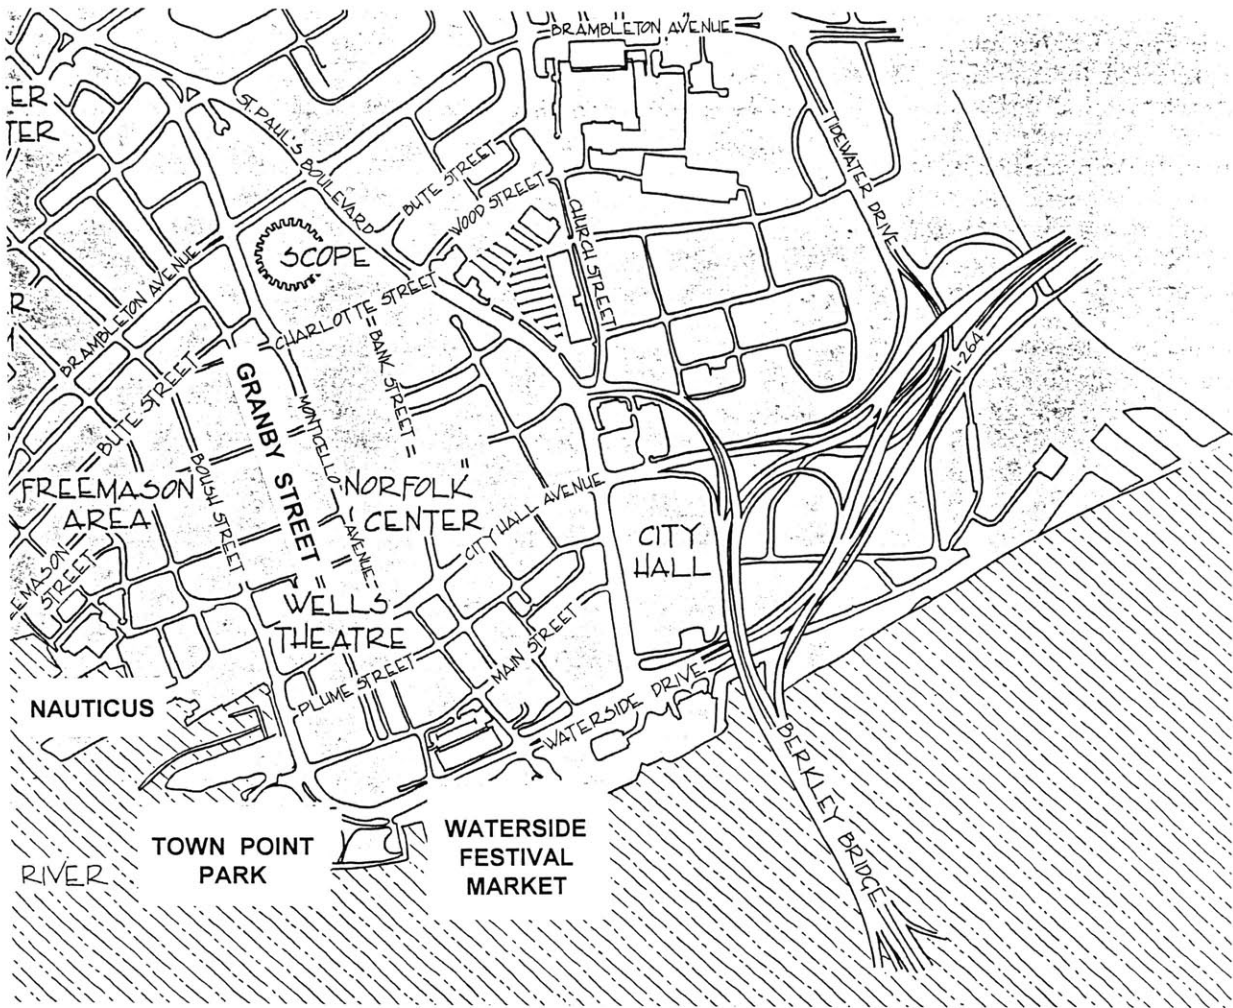 BRAMBLETON AVENUE
ER
TER
ST. PAUL'S BOULEVARD
TIDEWATER DRIVE
BUTE STREET
WOOD STREET
CHURCH STREET
SCOPE
BRAMBLETON AVENUE
ER
CHARLOTTE STREET
BANK STREET
I-264
BUTE STREET
GRANBY STREET
MONTICELLO AVENUE
BOUSH STREET
FREEMASON
AREA
NORFOLK
CENTER
CITY HALL AVENUE
CITY
HALL
EMASON
STREET
WELLS
THEATRE
PLUME STREET
MAIN STREET
NAUTICUS
WATERSIDE DRIVE
BERKLEY BRIDGE
TOWN POINT
PARK
WATERSIDE
FESTIVAL
MARKET
RIVER